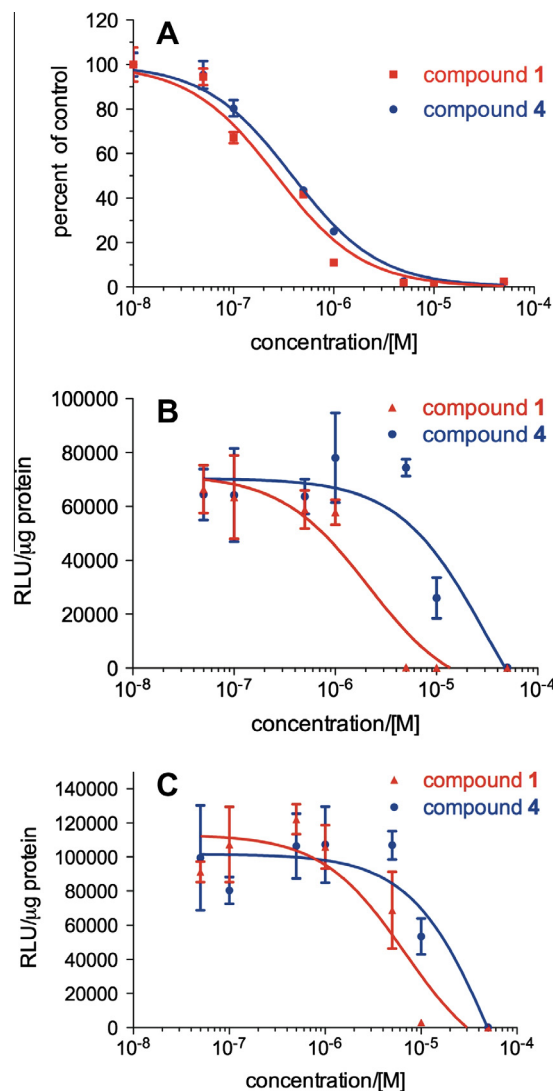 A
120
100
80
60
40
20
0
percent of control
compound 1
compound 4
10-8 10-7 10-6 10-5 10-4
concentration/[M]
B
100000
80000
60000
40000
20000
0
RLU/µg protein
compound 1
compound 4
10-8 10-7 10-6 10-5 10-4
concentration/[M]
C
140000
120000
100000
80000
60000
40000
20000
0
RLU/µg protein
compound 1
compound 4
10-8 10-7 10-6 10-5 10-4
concentration/[M]